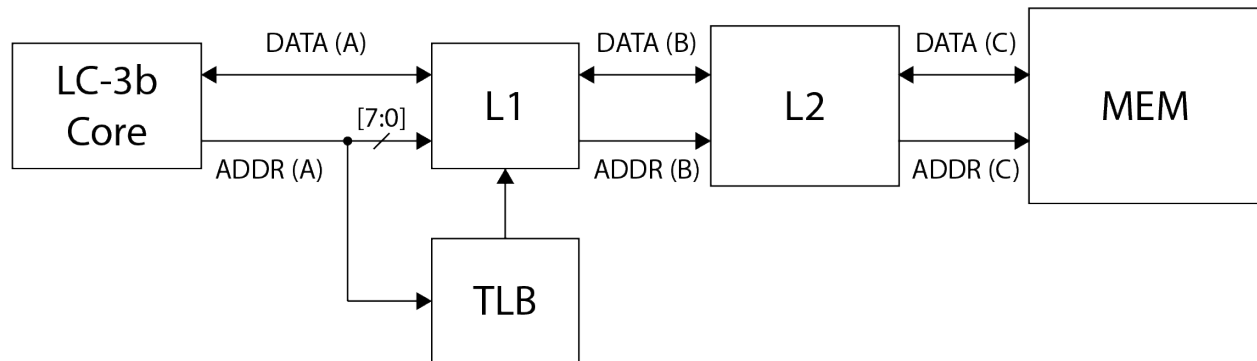 LC-3b
Core
DATA (A)
[7:0]
ADDR (A)
L1
DATA (B)
ADDR (B)
L2
DATA (C)
ADDR (C)
MEM
TLB